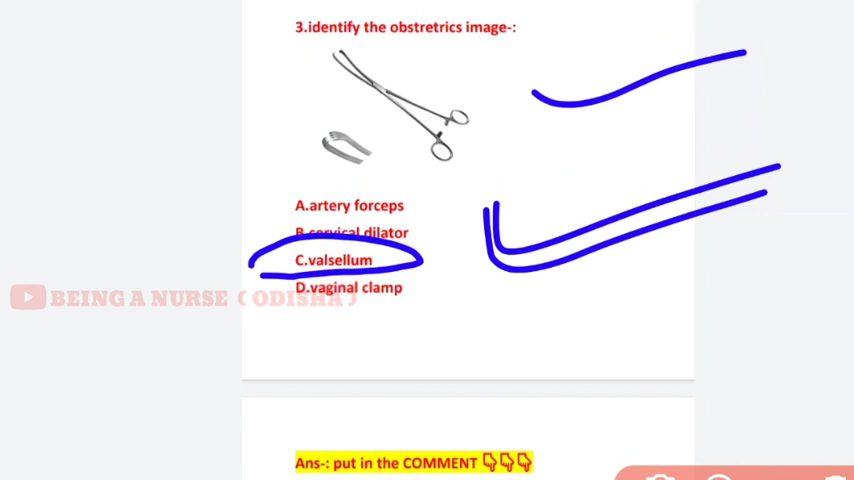 3.identify the obstretrics image-:
A.artery forceps
B.cervical dilator
C.valsellum
D.vaginal clamp
BEING A NURSE ( ODISHA )
Ans-: put in the COMMENT 👇👇👇